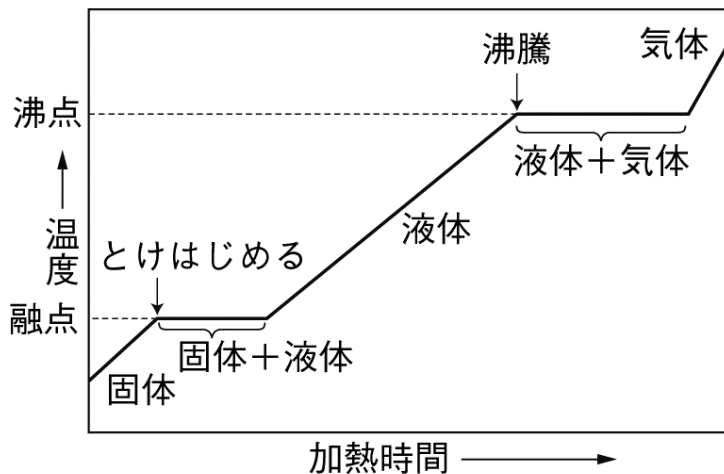 気体
沸騰
沸点
液体＋気体
液体
温度
とけはじめる
融点
固体＋液体
固体
加熱時間